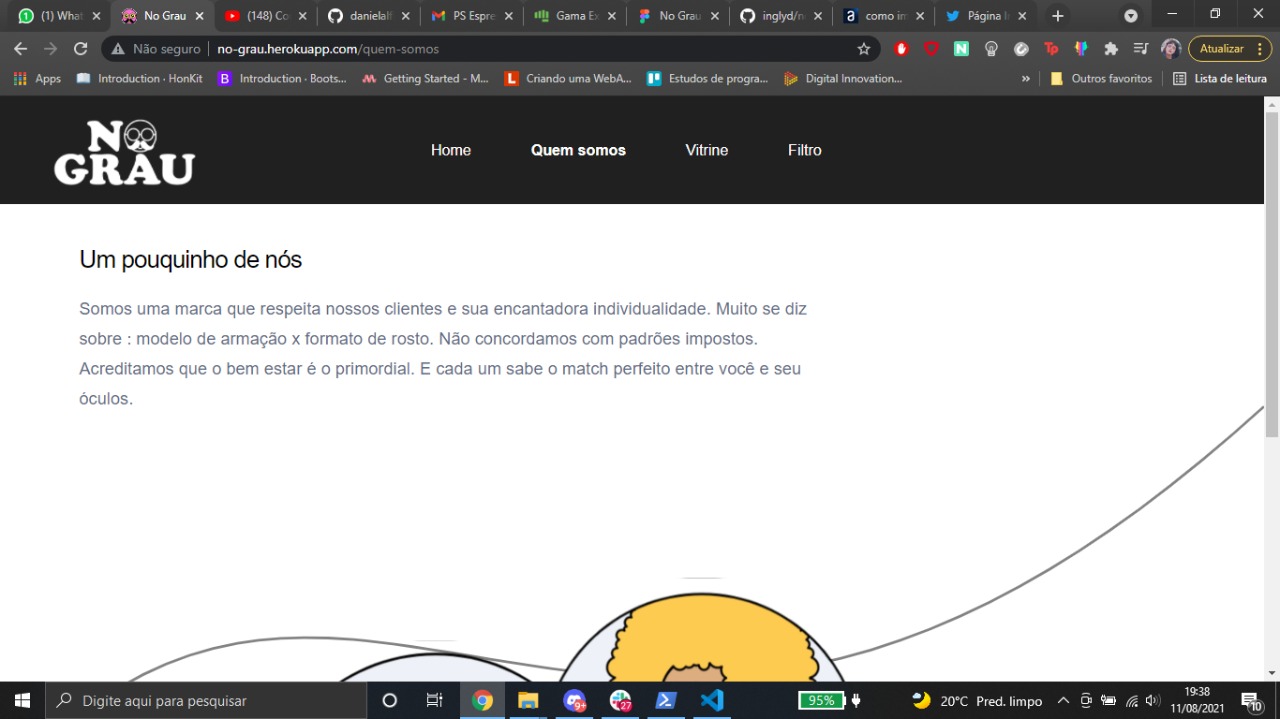 (1) What
No Grau
(148) Co
danielalF
PS Espre
Gama Ex
No Grau
inglyd/n
como im
Página In
Não seguro
no-grau.herokuapp.com/quem-somos
Atualizar
Apps
Introduction · HonKit
Introduction · Boots...
Getting Started - M...
Criando uma WebA...
Estudos de progra...
Digital Innovation...
»
Outros favoritos
Lista de leitura
NO
GRAU
Home
Quem somos
Vitrine
Filtro
Um pouquinho de nós
Somos uma marca que respeita nossos clientes e sua encantadora individualidade. Muito se diz
sobre : modelo de armação x formato de rosto. Não concordamos com padrões impostos.
Acreditamos que o bem estar é o primordial. E cada um sabe o match perfeito entre você e seu
óculos.
Digite aqui para pesquisar
9+
27
95%
20°C Pred. limpo
19:38
11/08/2021
10